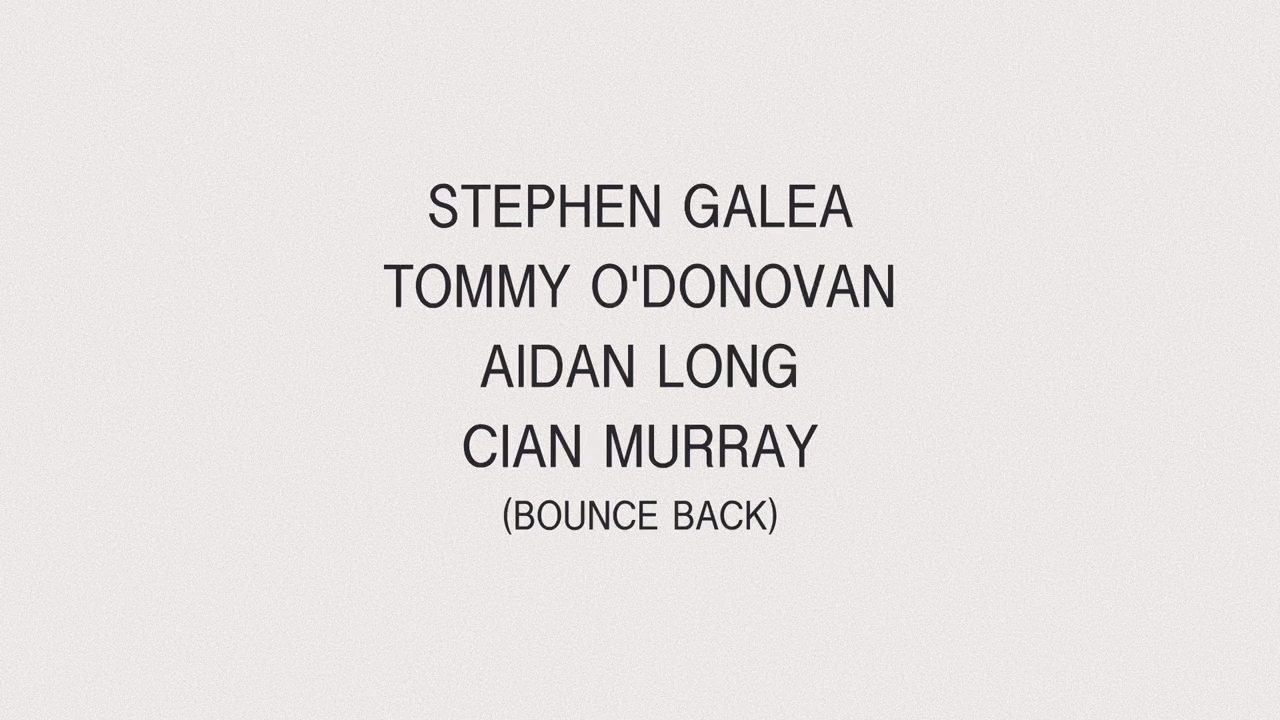 STEPHEN GALEA
TOMMY O'DONOVAN
AIDAN LONG
CIAN MURRAY
(BOUNCE BACK)